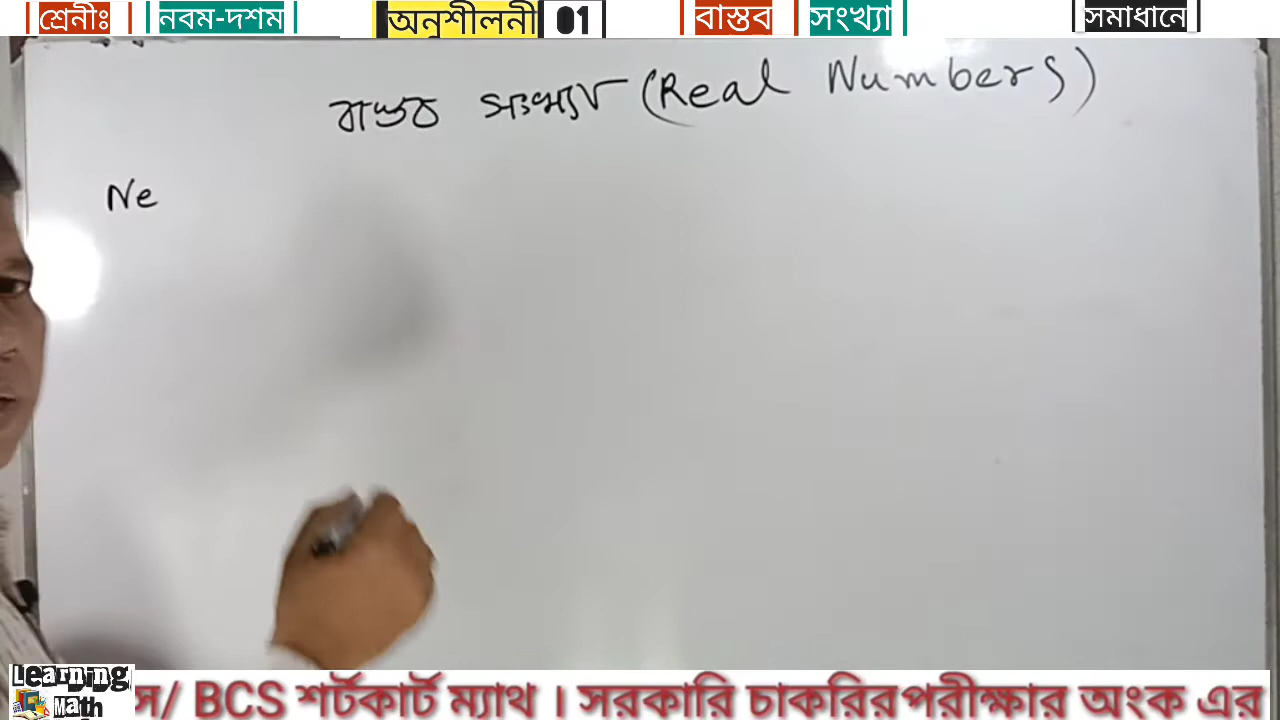 শ্রেনীঃ নবম-দশম অনুশীলনী 01 বাস্তব সংখ্যা সমাধানে
বাস্তব সংখ্যা (Real Numbers)
Ne
Learning Math
স/ BCS শর্টকার্ট ম্যাথ । সরকারি চাকরির পরীক্ষার অংক এর